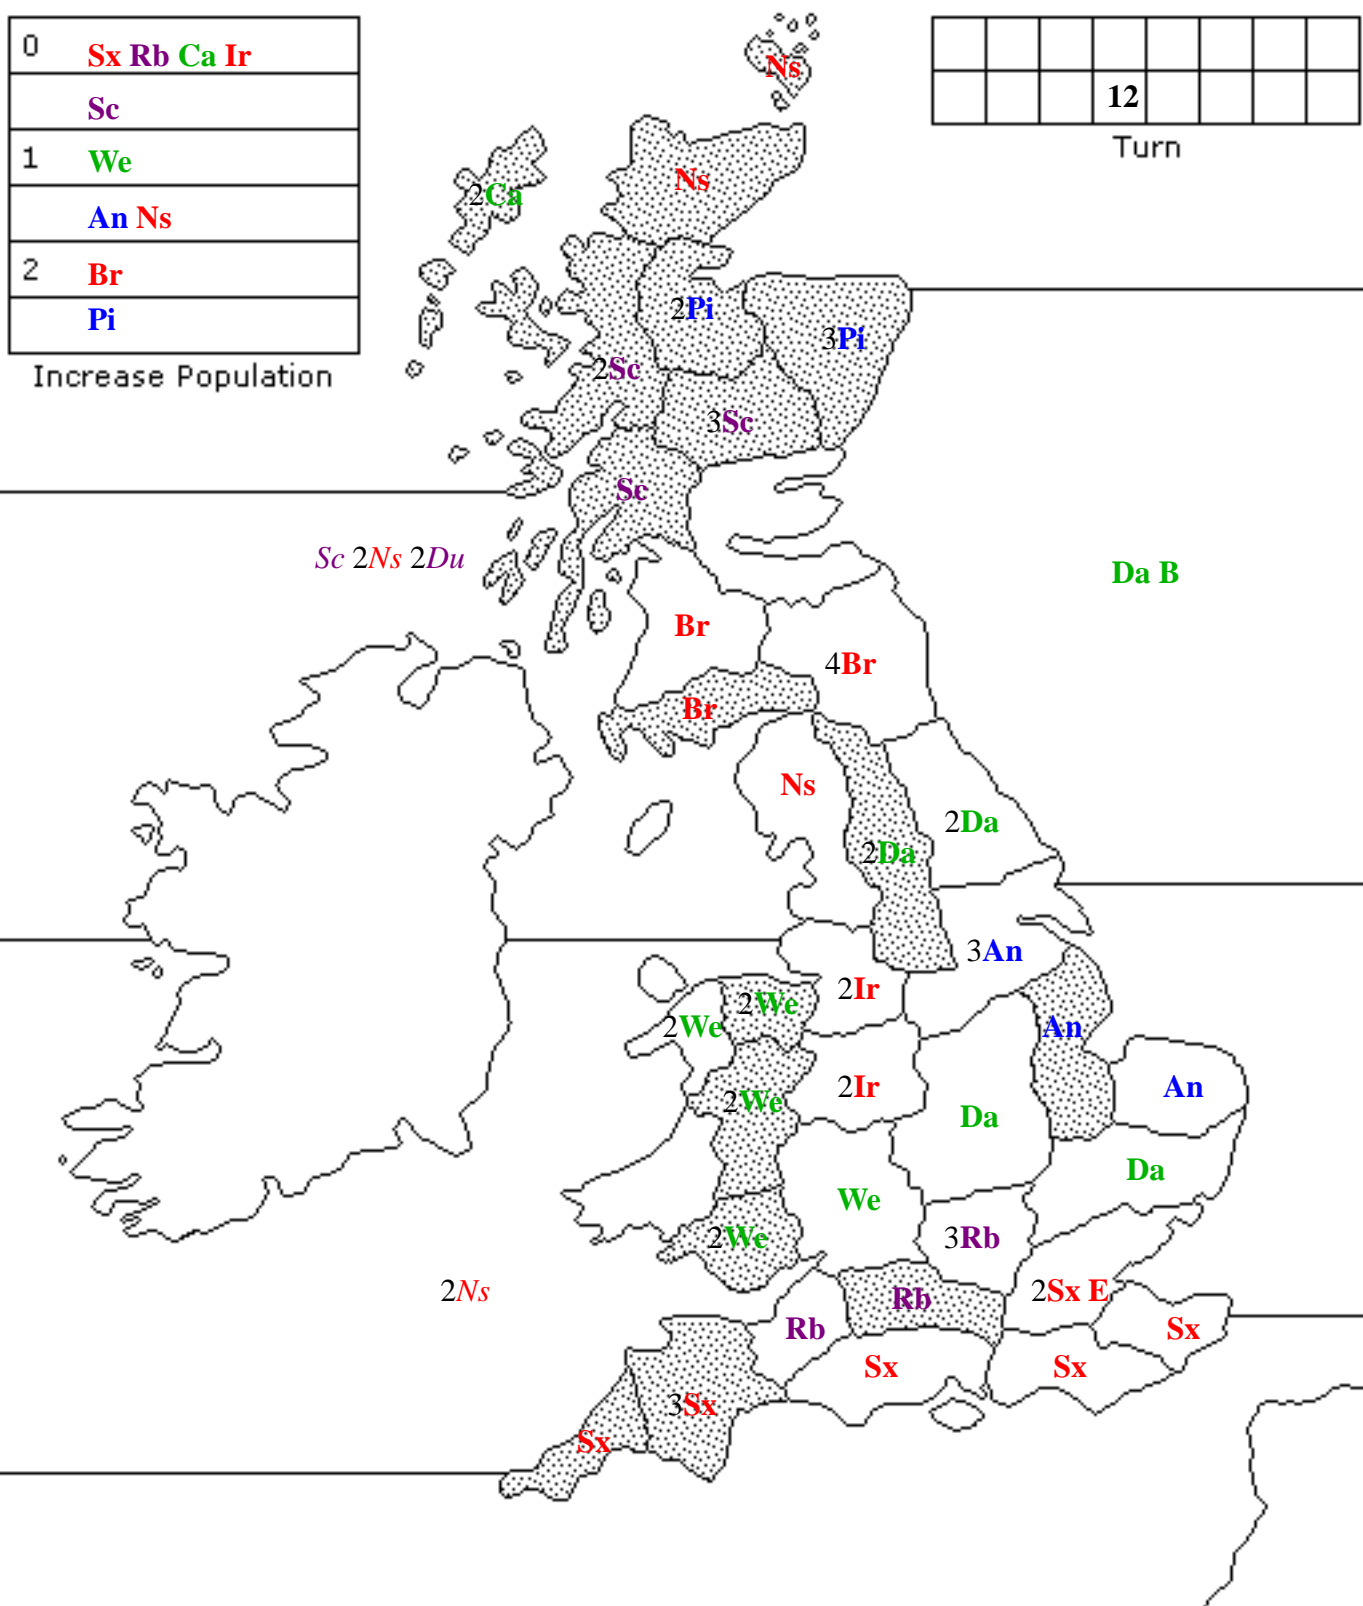 0 Sx Rb Ca Ir
Sc
1 We
An Ns
2 Br
Pi
Increase Population
12
Turn
Ns
Ns
2Ca
2Pi
3Pi
2Sc
3Sc
Sc
Sc 2Ns 2Du
Da B
Br
4Br
Br
Ns
2Da
2Da
3An
2Ir
2We
2We
An
2Ir
An
2We
Da
Da
We
2We
3Rb
2Ns
2Sx E
Rb
Rb
Sx
Sx
Sx
3Sx
Sx